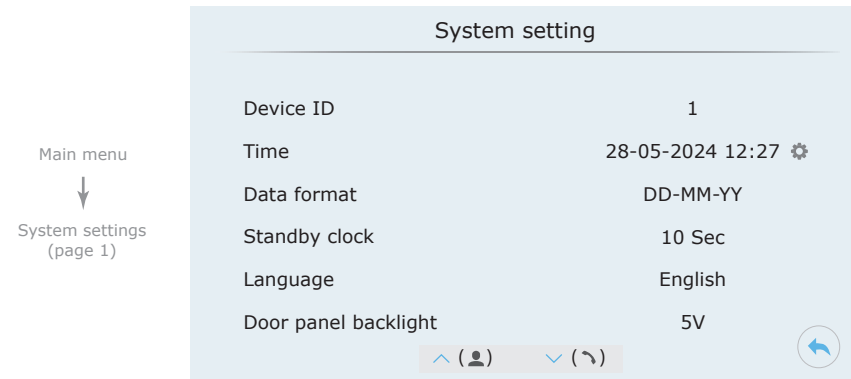 System setting
Device ID 1
Time 28-05-2024 12:27
Data format DD-MM-YY
Standby clock 10 Sec
Language English
Door panel backlight 5V
( ) ( )
Main menu
System settings
(page 1)